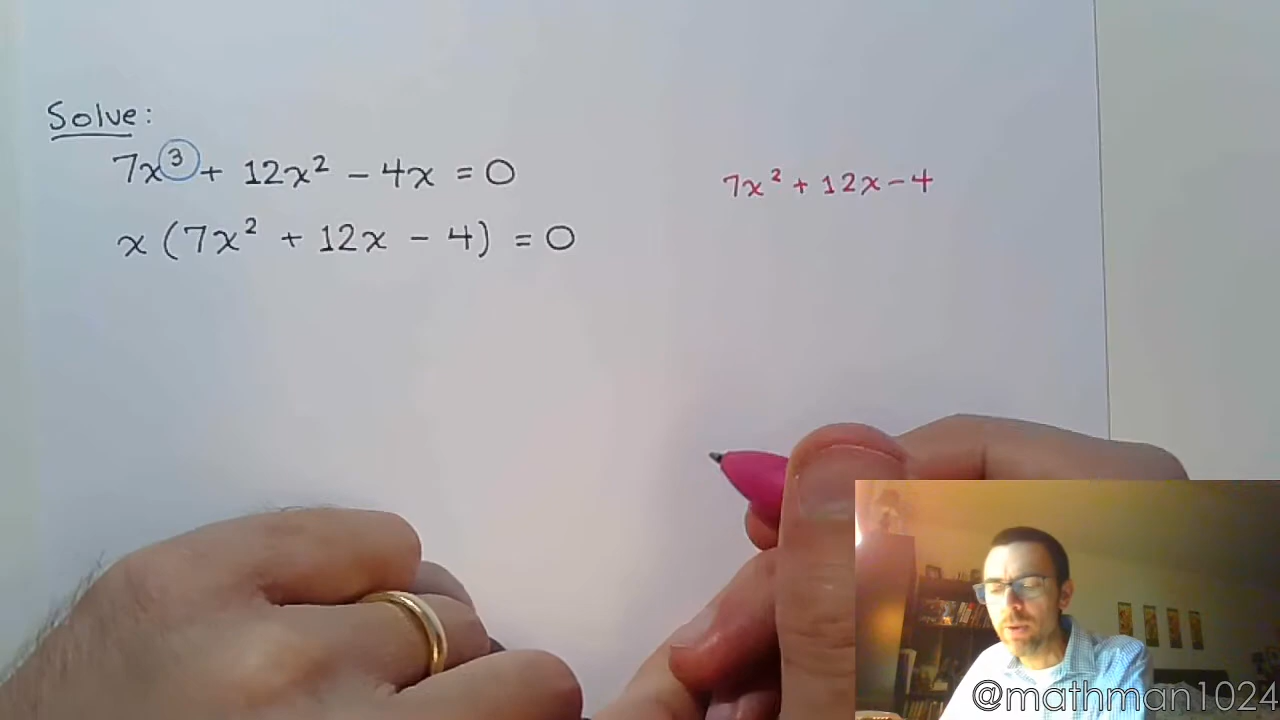 Solve:
7x³ + 12x² - 4x = 0
x (7x² + 12x - 4) = 0
7x² + 12x - 4
@mathman1024